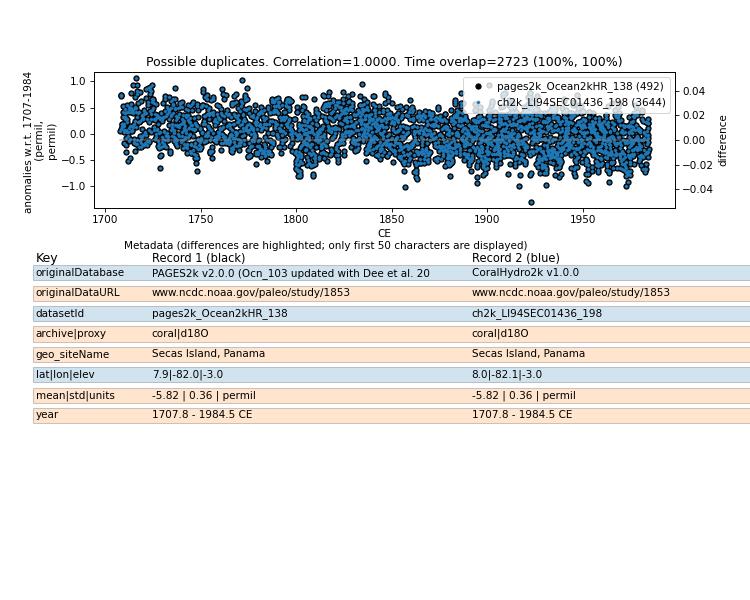 Possible duplicates. Correlation=1.0000. Time overlap=2723 (100%, 100%)
anomalies w.r.t. 1707-1984
(permil,
permil)
1.0
0.5
0.0
−0.5
−1.0
pages2k_Ocean2kHR_138 (492)
ch2k_LI94SEC01436_198 (3644)
0.04
0.02
0.00
−0.02
−0.04
difference
1700 1750 1800 1850 1900 1950
CE
Metadata (differences are highlighted; only first 50 characters are displayed)
Key Record 1 (black) Record 2 (blue)
originalDatabase PAGES2k v2.0.0 (Ocn_103 updated with Dee et al. 20 CoralHydro2k v1.0.0
originalDataURL www.ncdc.noaa.gov/paleo/study/1853 www.ncdc.noaa.gov/paleo/study/1853
datasetId pages2k_Ocean2kHR_138 ch2k_LI94SEC01436_198
archive|proxy coral|d18O coral|d18O
geo_siteName Secas Island, Panama Secas Island, Panama
lat|lon|elev 7.9|-82.0|-3.0 8.0|-82.1|-3.0
mean|std|units -5.82 | 0.36 | permil -5.82 | 0.36 | permil
year 1707.8 - 1984.5 CE 1707.8 - 1984.5 CE